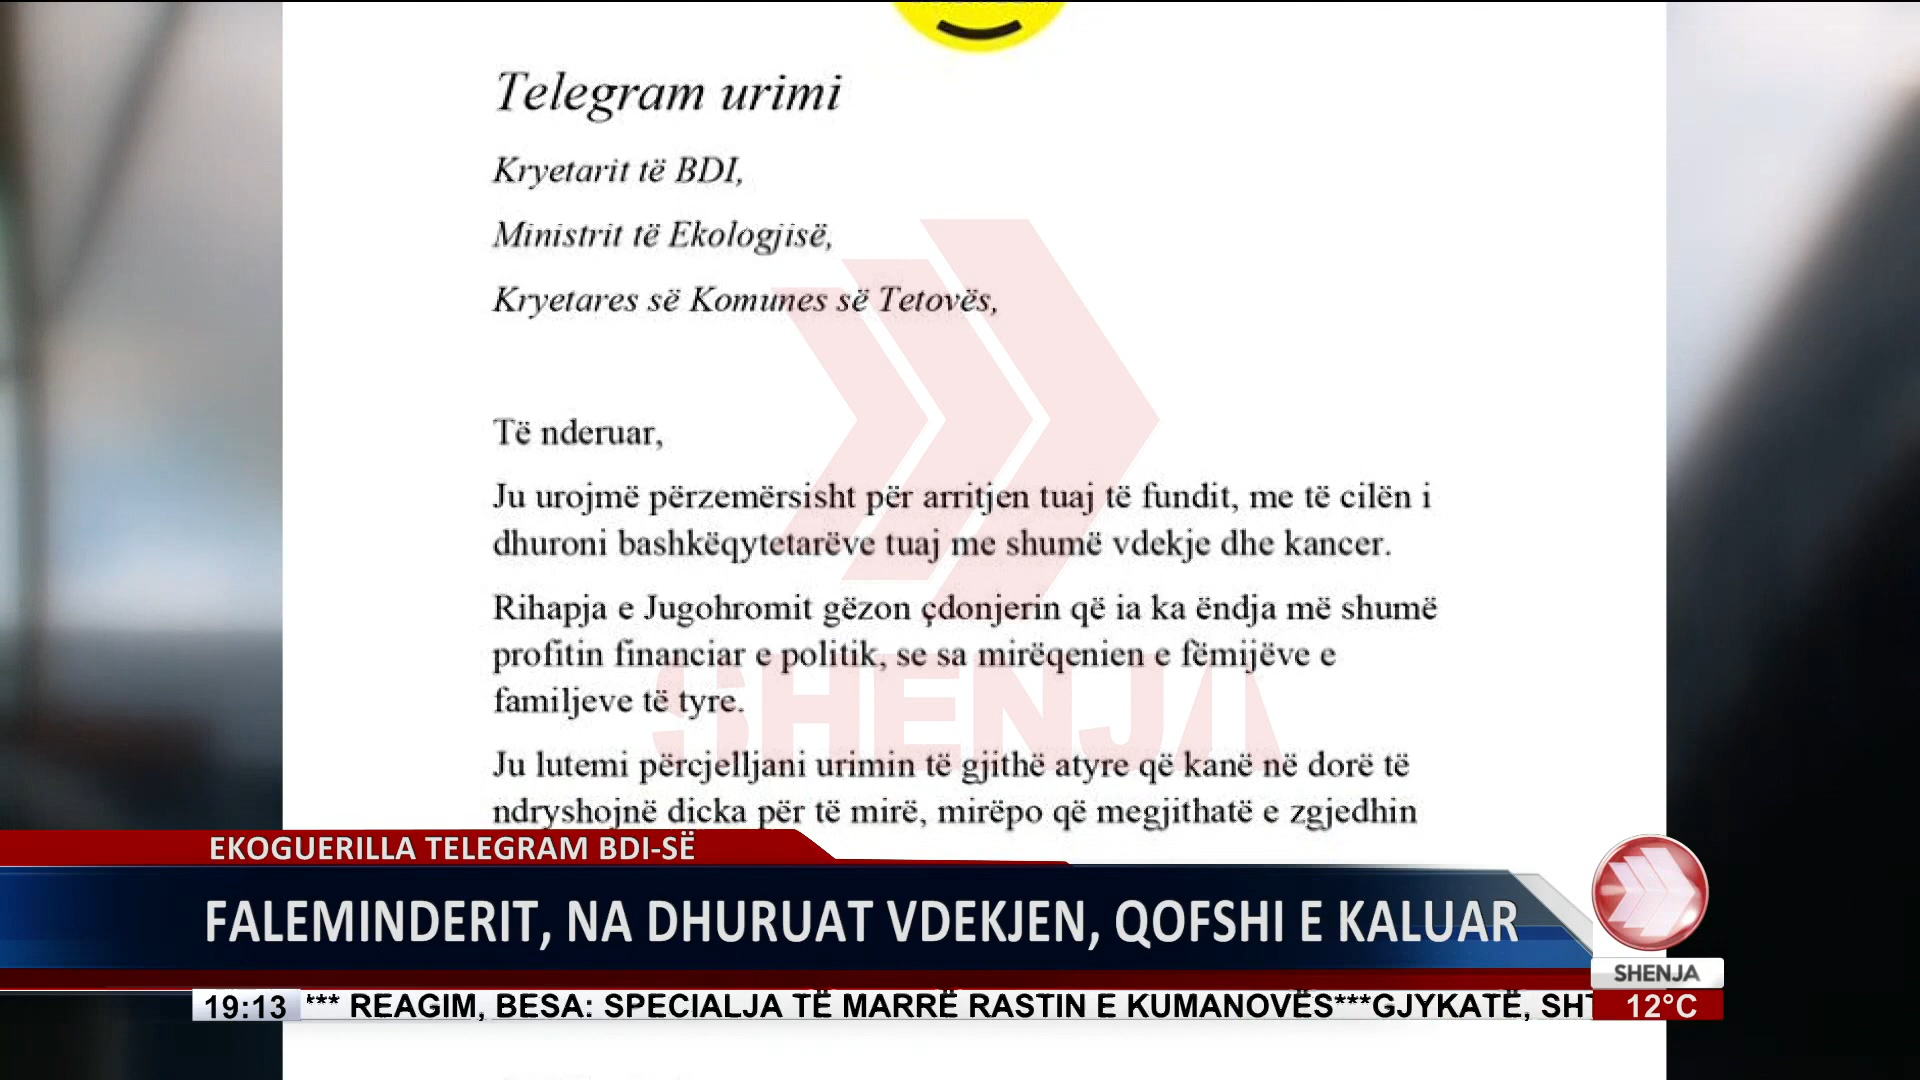 Telegram urimi
Kryetarit të BDI,
Ministrit të Ekologjisë,
Kryetares së Komunes së Tetovës,
Të nderuar,
Ju urojmë përzemërsisht për arritjen tuaj të fundit, me të cilën i
dhuroni bashkëqytetarëve tuaj me shumë vdekje dhe kancer.
Rihapja e Jugohromit gëzon çdonjerin që ia ka ëndja më shumë
profitin financiar e politik, se sa mirëqenien e fëmijëve e
familjeve të tyre.
Ju lutemi përcjelljani urimin të gjithë atyre që kanë në dorë të
ndryshojnë dicka për të mirë, mirëpo që megjithatë e zgjedhin
SHENJA
EKOGUERILLA TELEGRAM BDI-SË
FALEMINDERIT, NA DHURUAT VDEKJEN, QOFSHI E KALUAR
SHENJA
19:13 *** REAGIM, BESA: SPECIALJA TË MARRË RASTIN E KUMANOVËS***GJYKATË, SHT 12°C